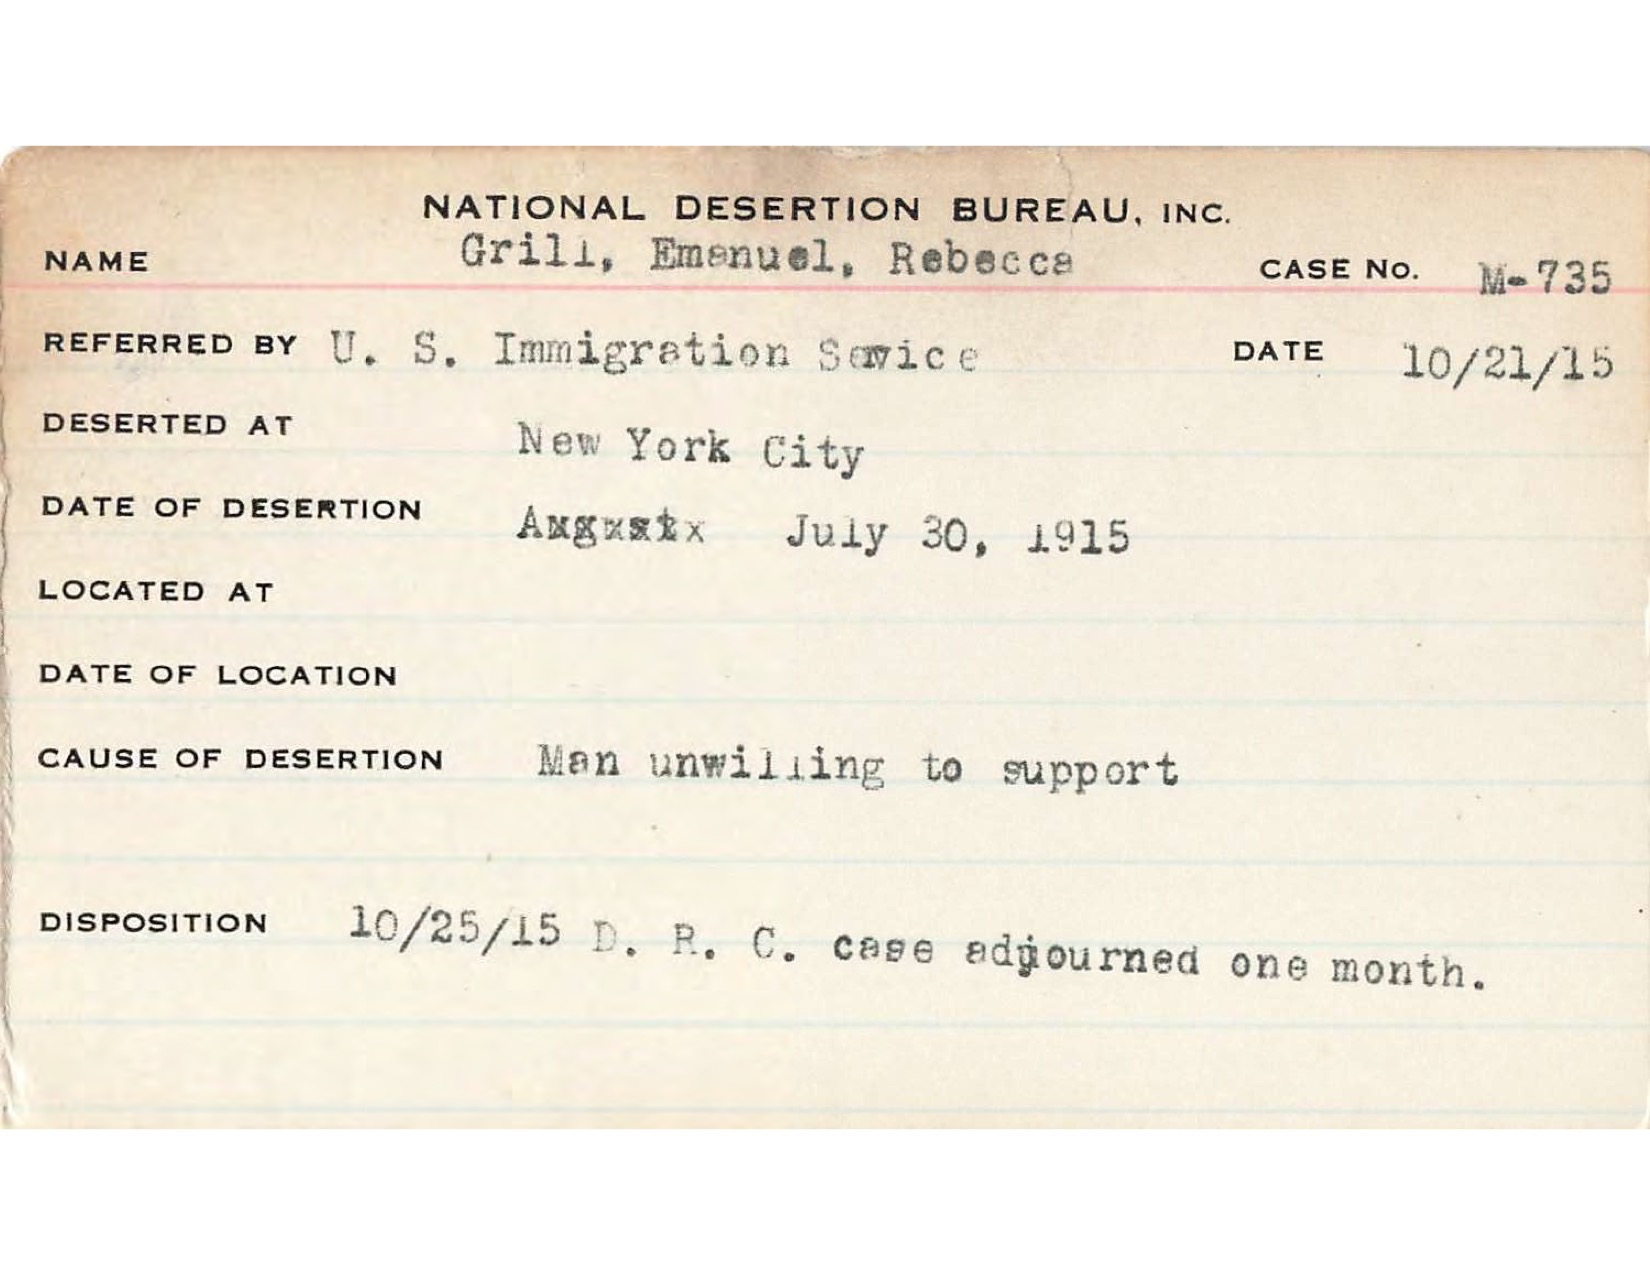 NATIONAL DESERTION BUREAU, INC.
NAME Grill, Emanuel, Rebecca CASE No. M-735
REFERRED BY U. S. Immigration Sevice DATE 10/21/15
DESERTED AT New York City
DATE OF DESERTION August July 30, 1915
LOCATED AT
DATE OF LOCATION
CAUSE OF DESERTION Man unwilling to support
DISPOSITION 10/25/15 D. R. C. case adjourned one month.